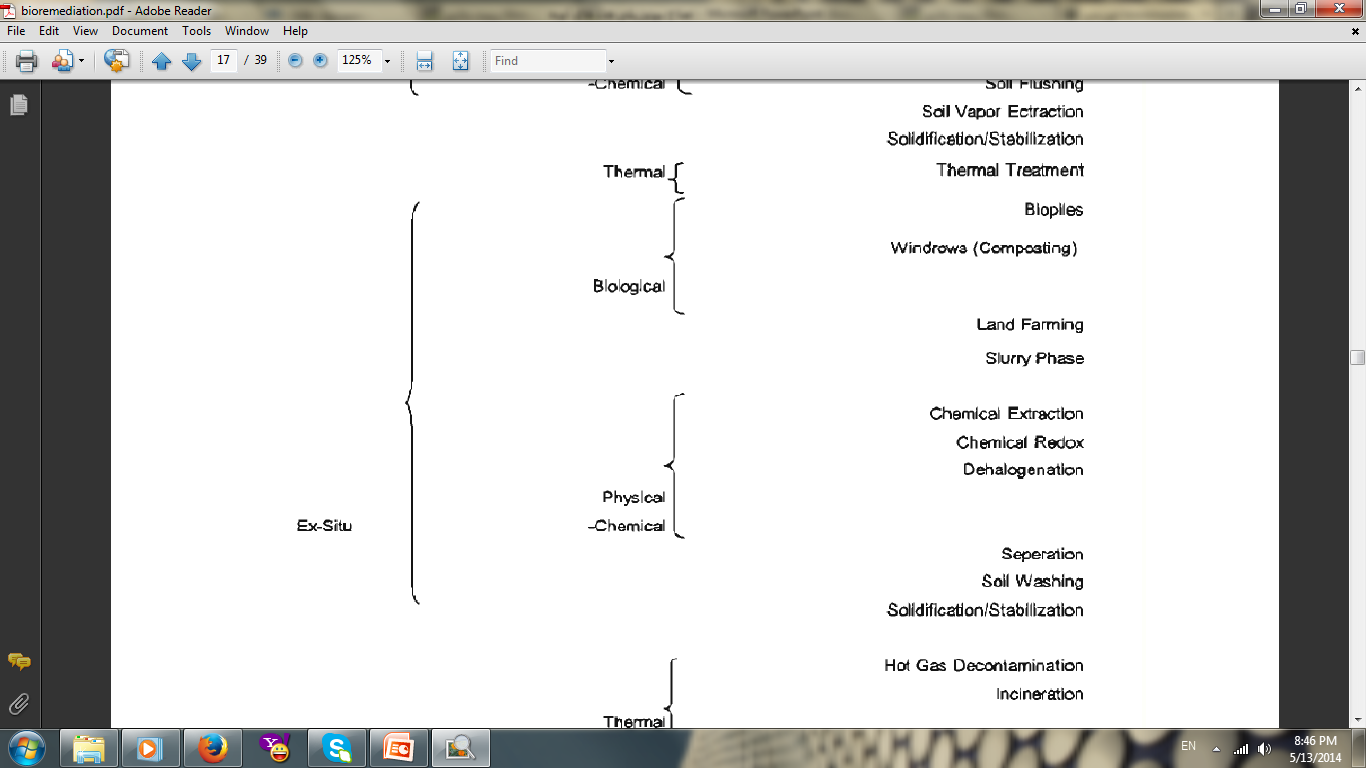 bioremediation.pdf - Adobe Reader
File Edit View Document Tools Window Help
17 / 39 125% Find
-Chemical Soil Flushing
Soil Vapor Ectraction
Solidification/Stabilization
Thermal Thermal Treatment
Biopiles
Windrows (Composting)
Biological
Land Farming
Slurry Phase
Chemical Extraction
Chemical Redox
Dehalogenation
Physical
Ex-Situ -Chemical
Seperation
Soil Washing
Solidification/Stabilization
Hot Gas Decontamination
Incineration
Thermal
EN 8:46 PM
5/13/2014